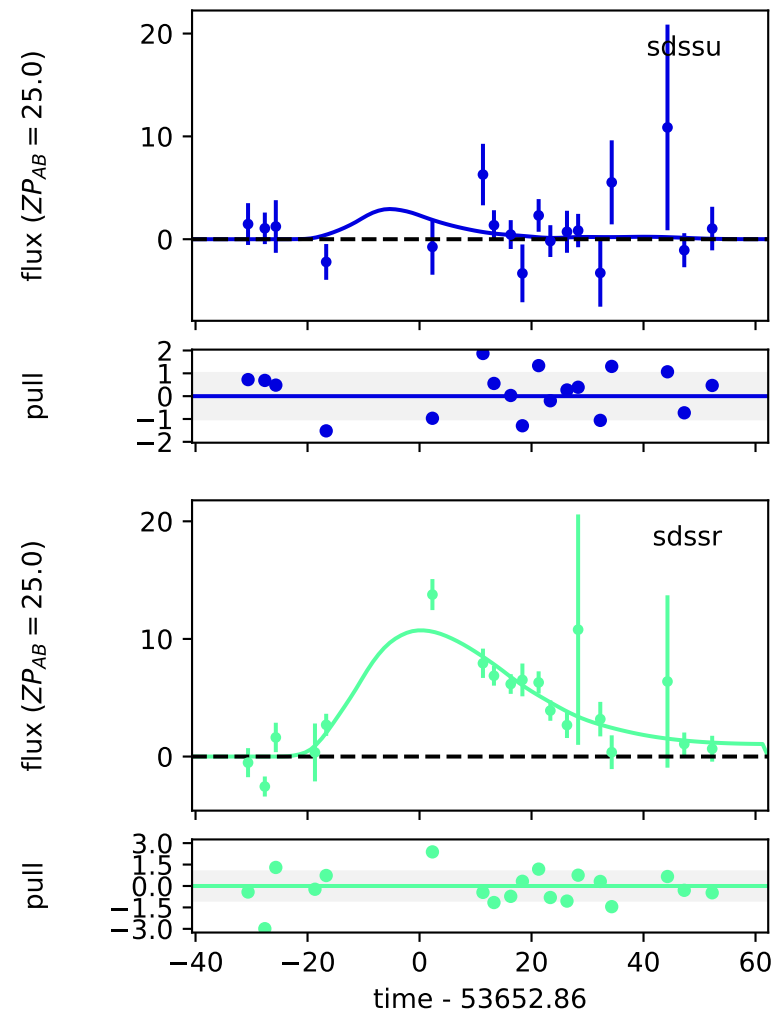 flux (ZP_AB = 25.0)
sdssu
20
10
0
pull
2
1
0
−1
−2
flux (ZP_AB = 25.0)
sdssr
20
10
0
pull
3.0
1.5
0.0
−1.5
−3.0
−40 −20 0 20 40 60
time - 53652.86